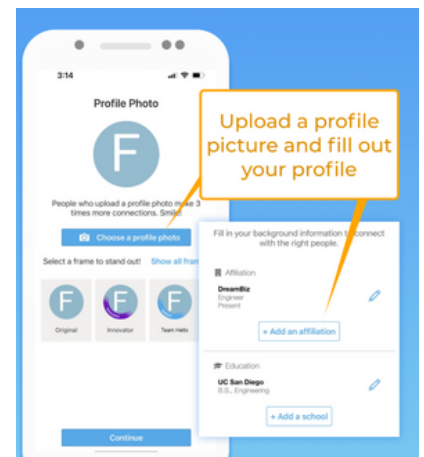 3:14
Profile Photo
F
Upload a profile
picture and fill out
your profile
People who upload a profile photo make 3
times more connections. Smile!
Choose a profile photo
Select a frame to stand out! Show all
F
Original
F
Innovator
F
Team Hello
Continue
Fill in your background information to connect
with the right people.
Affiliation
DreamBiz
Engineer
Present
+ Add an affiliation
Education
UC San Diego
B.S., Engineering
+ Add a school